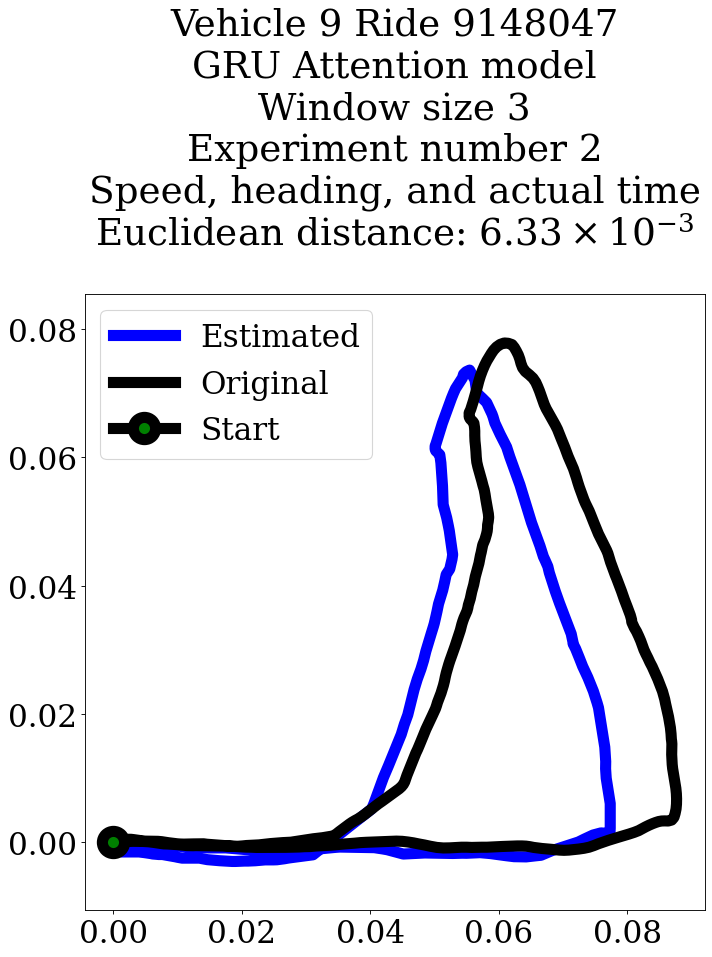 Vehicle 9 Ride 9148047
GRU Attention model
Window size 3
Experiment number 2
Speed, heading, and actual time
Euclidean distance: 6.33 × 10⁻³
Estimated
Original
Start
0.08
0.06
0.04
0.02
0.00
0.00 0.02 0.04 0.06 0.08